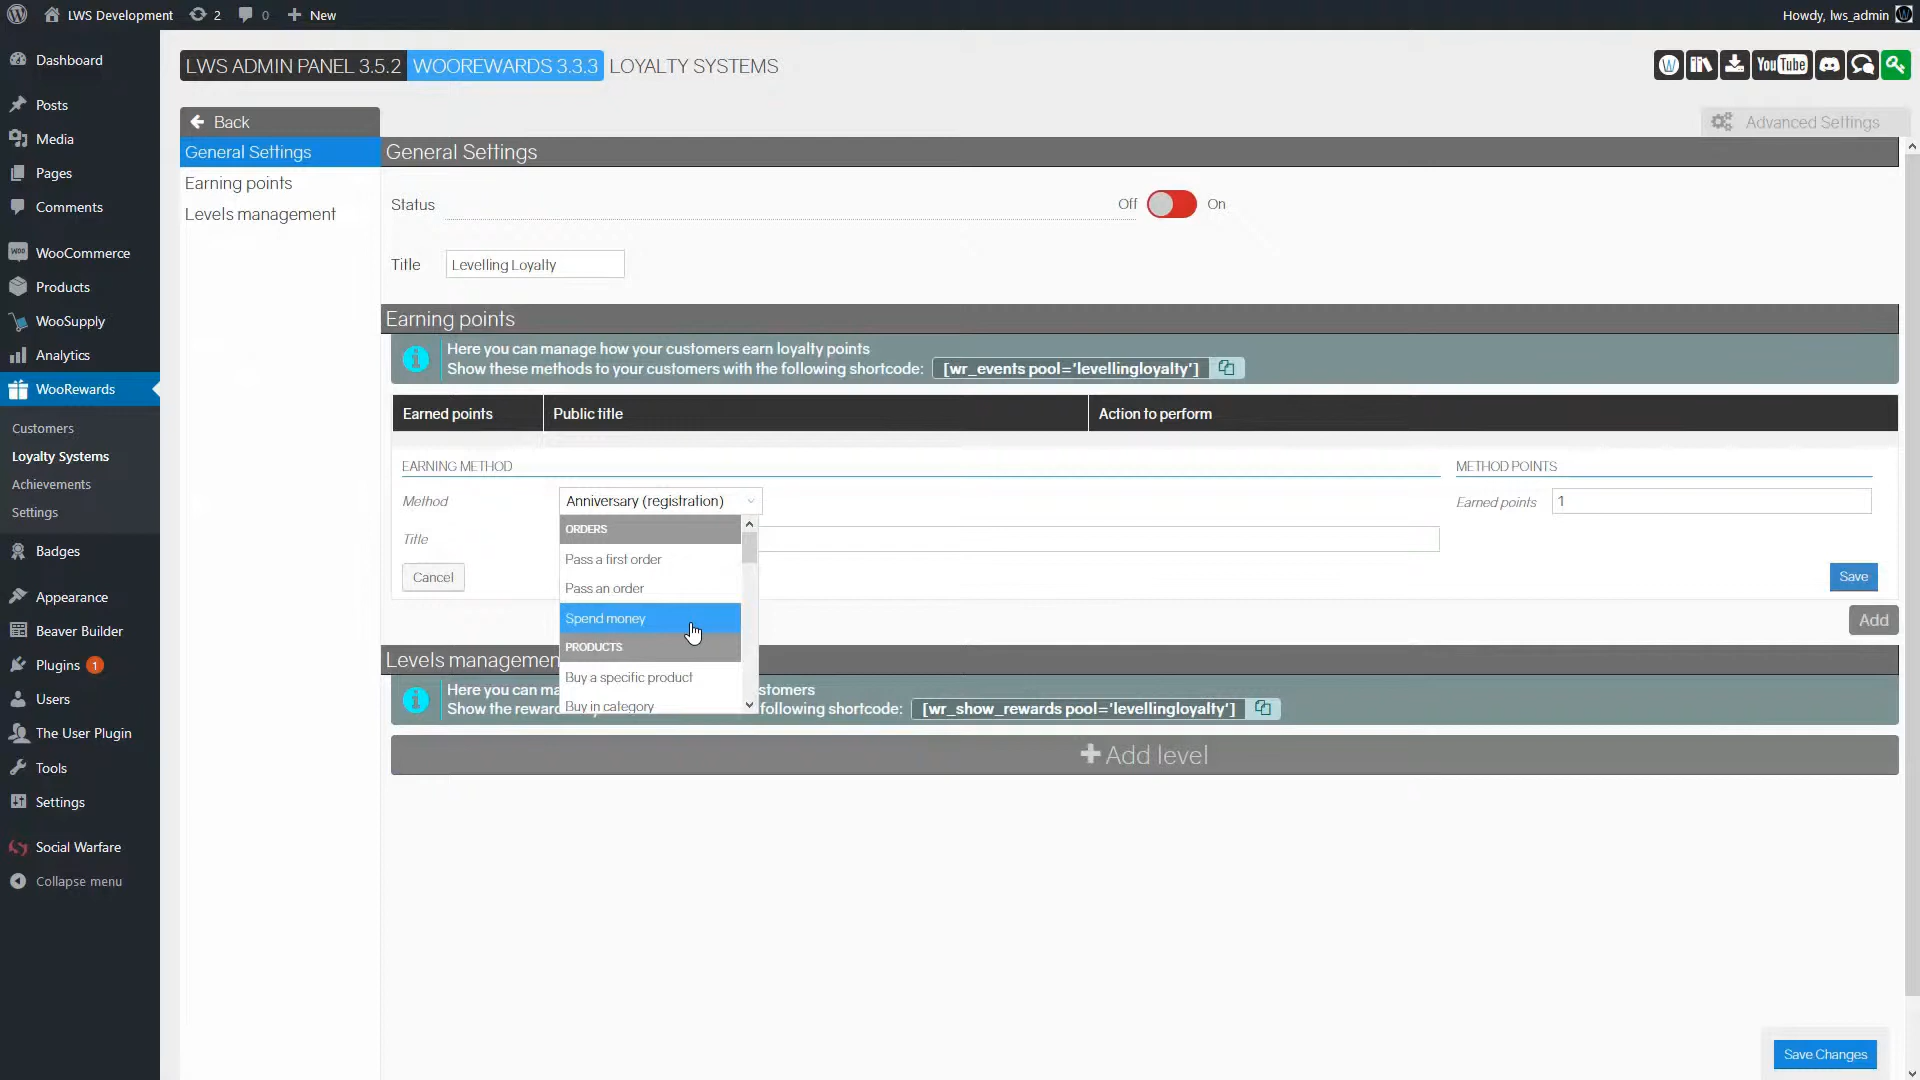 LWS Development
2
0
New
Howdy, lws_admin
Dashboard
Posts
Media
Pages
Comments
WooCommerce
Products
WooSupply
Analytics
WooRewards
Customers
Loyalty Systems
Achievements
Settings
Badges
Appearance
Beaver Builder
Plugins 1
Users
The User Plugin
Tools
Settings
Social Warfare
Collapse menu
LWS ADMIN PANEL 3.5.2 WOOREWARDS 3.3.3 LOYALTY SYSTEMS
YouTube
Back
Advanced Settings
General Settings
Earning points
Levels management
General Settings
Status
Off
On
Title
Levelling Loyalty
Earning points
Here you can manage how your customers earn loyalty points
Show these methods to your customers with the following shortcode: [wr_events pool='levellingloyalty']
Earned points
Public title
Action to perform
EARNING METHOD
METHOD POINTS
Method
Anniversary (registration)
Earned points
1
Title
ORDERS
Pass a first order
Pass an order
Spend money
PRODUCTS
Buy a specific product
Buy in category
Cancel
Save
Add
Levels managemen
Here you can ma
stomers
Show the rewar
following shortcode: [wr_show_rewards pool='levellingloyalty']
Add level
Save Changes